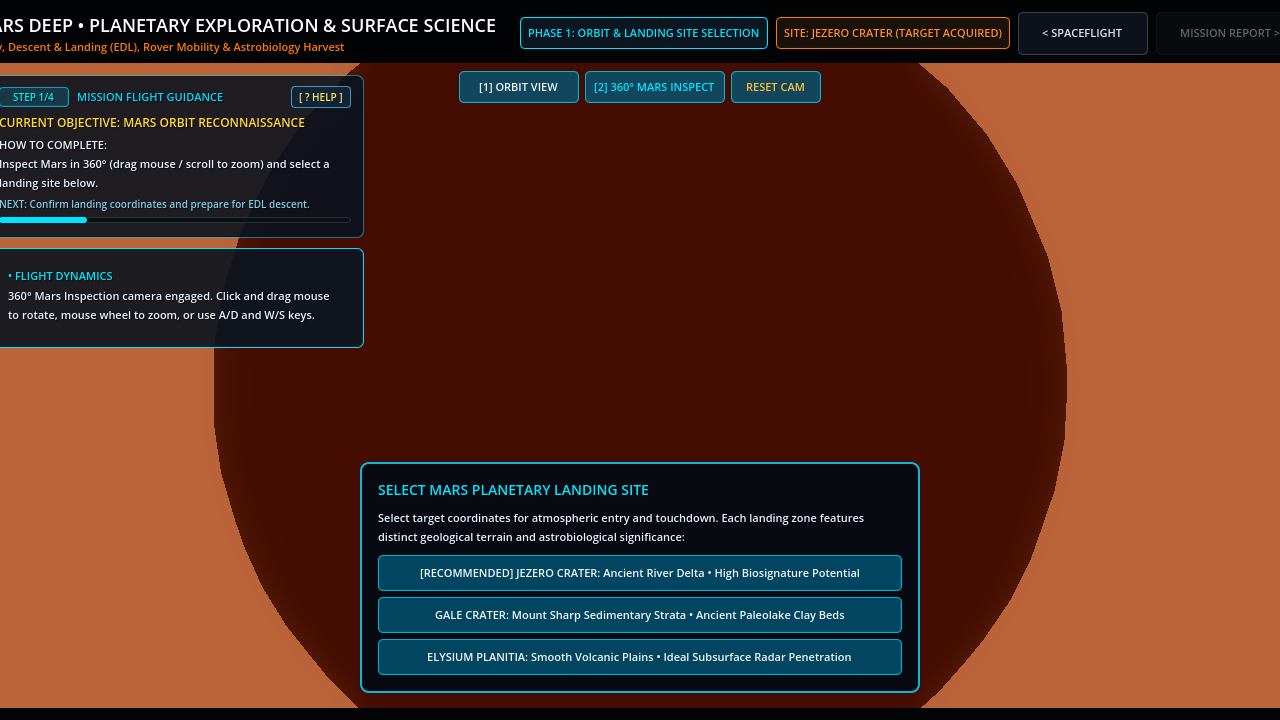 ARS DEEP • PLANETARY EXPLORATION & SURFACE SCIENCE
, Descent & Landing (EDL), Rover Mobility & Astrobiology Harvest
PHASE 1: ORBIT & LANDING SITE SELECTION
SITE: JEZERO CRATER (TARGET ACQUIRED)
< SPACEFLIGHT
MISSION REPORT >
STEP 1/4
MISSION FLIGHT GUIDANCE
[ ? HELP ]
CURRENT OBJECTIVE: MARS ORBIT RECONNAISSANCE
HOW TO COMPLETE:
Inspect Mars in 360° (drag mouse / scroll to zoom) and select a
landing site below.
NEXT: Confirm landing coordinates and prepare for EDL descent.
• FLIGHT DYNAMICS
360° Mars Inspection camera engaged. Click and drag mouse
to rotate, mouse wheel to zoom, or use A/D and W/S keys.
[1] ORBIT VIEW
[2] 360° MARS INSPECT
RESET CAM
SELECT MARS PLANETARY LANDING SITE
Select target coordinates for atmospheric entry and touchdown. Each landing zone features
distinct geological terrain and astrobiological significance:
[RECOMMENDED] JEZERO CRATER: Ancient River Delta • High Biosignature Potential
GALE CRATER: Mount Sharp Sedimentary Strata • Ancient Paleolake Clay Beds
ELYSIUM PLANITIA: Smooth Volcanic Plains • Ideal Subsurface Radar Penetration